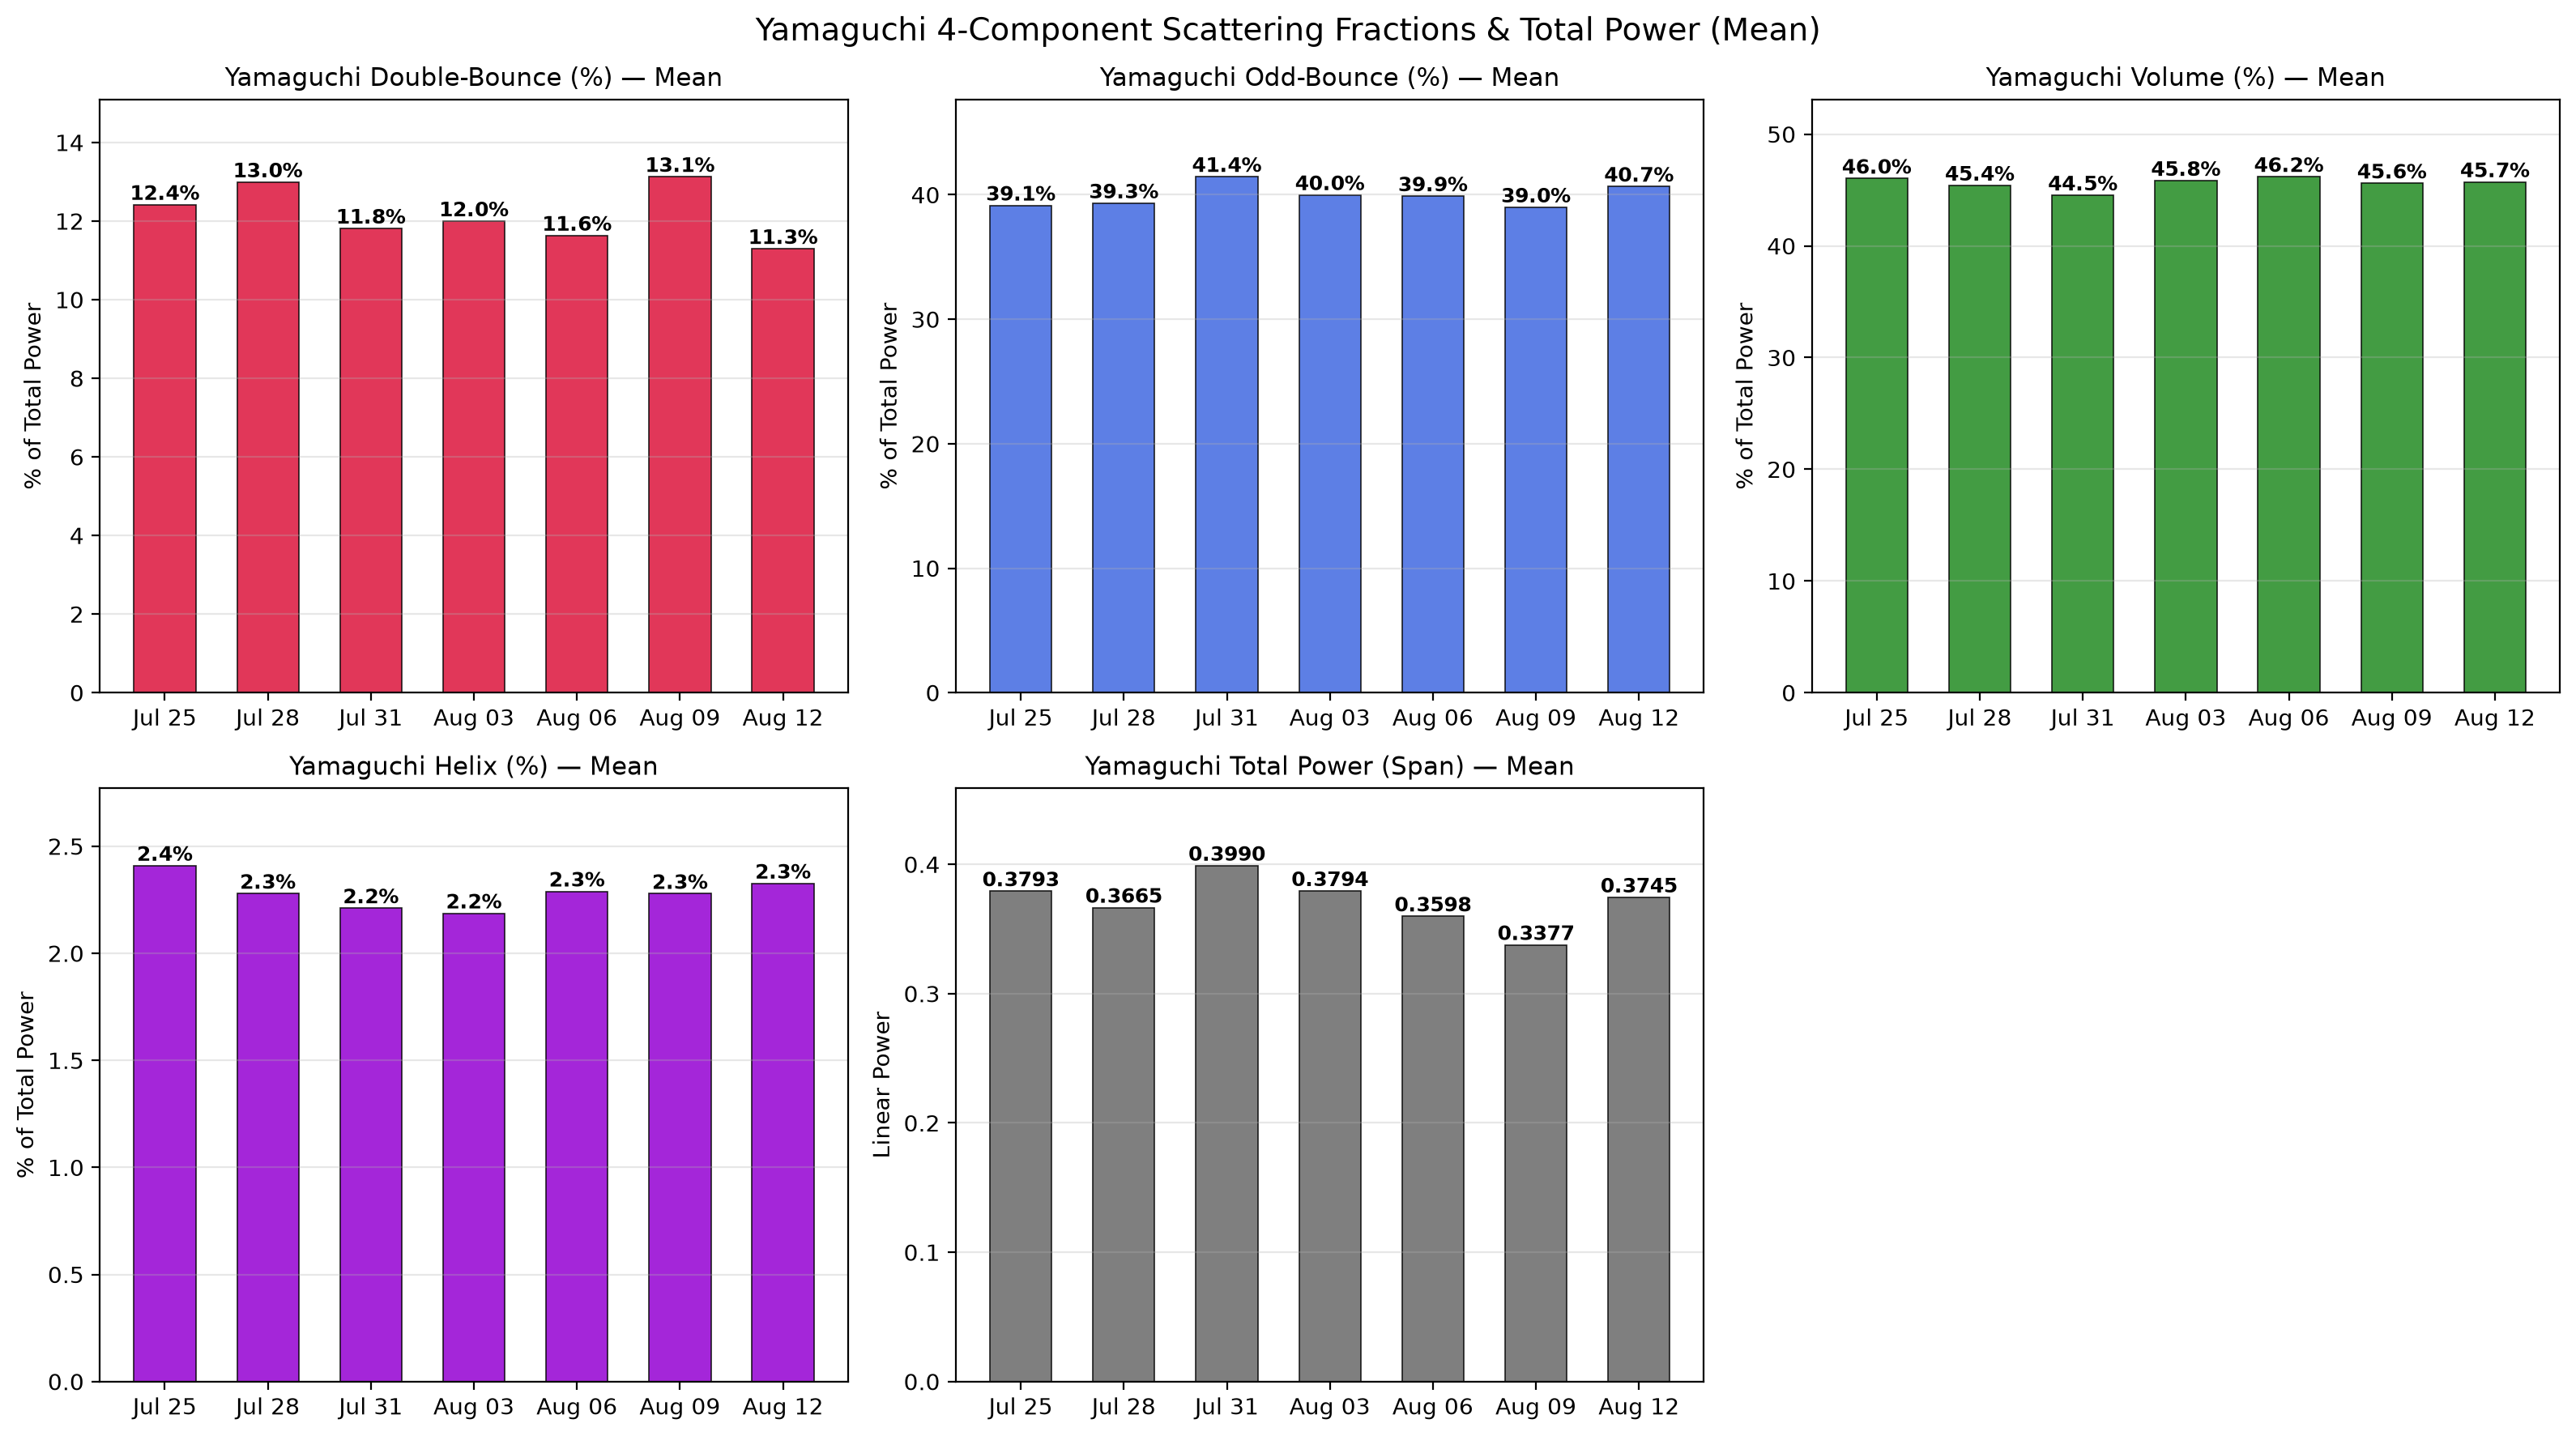 Yamaguchi 4-Component Scattering Fractions & Total Power (Mean)
Yamaguchi Double-Bounce (%) — Mean
% of Total Power
14
12
10
8
6
4
2
0
12.4%
13.0%
11.8%
12.0%
11.6%
13.1%
11.3%
Jul 25
Jul 28
Jul 31
Aug 03
Aug 06
Aug 09
Aug 12
Yamaguchi Odd-Bounce (%) — Mean
% of Total Power
40
30
20
10
0
39.1%
39.3%
41.4%
40.0%
39.9%
39.0%
40.7%
Jul 25
Jul 28
Jul 31
Aug 03
Aug 06
Aug 09
Aug 12
Yamaguchi Volume (%) — Mean
% of Total Power
50
40
30
20
10
0
46.0%
45.4%
44.5%
45.8%
46.2%
45.6%
45.7%
Jul 25
Jul 28
Jul 31
Aug 03
Aug 06
Aug 09
Aug 12
Yamaguchi Helix (%) — Mean
% of Total Power
2.5
2.0
1.5
1.0
0.5
0.0
2.4%
2.3%
2.2%
2.2%
2.3%
2.3%
2.3%
Jul 25
Jul 28
Jul 31
Aug 03
Aug 06
Aug 09
Aug 12
Yamaguchi Total Power (Span) — Mean
Linear Power
0.4
0.3
0.2
0.1
0.0
0.3793
0.3665
0.3990
0.3794
0.3598
0.3377
0.3745
Jul 25
Jul 28
Jul 31
Aug 03
Aug 06
Aug 09
Aug 12